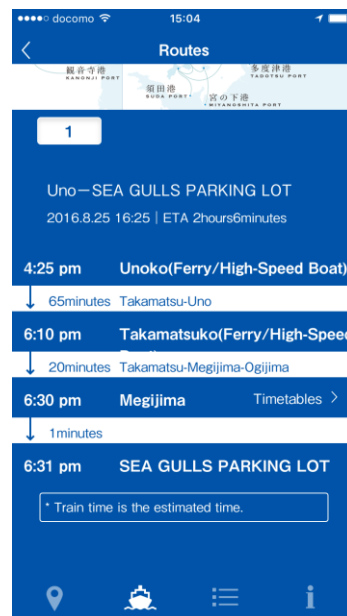 docomo 15:04
Routes
観音寺港
KANONJI PORT
多度津港
TADOTSU PORT
須田港
SUDA PORT
宮の下港
MIYANOSHITA PORT
1
Uno－SEA GULLS PARKING LOT
2016.8.25 16:25 | ETA 2hours6minutes
4:25 pm Unoko(Ferry/High-Speed Boat)
65minutes Takamatsu-Uno
6:10 pm Takamatsuko(Ferry/High-Speed
20minutes Takamatsu-Megijima-Ogijima
6:30 pm Megijima Timetables >
1minutes
6:31 pm SEA GULLS PARKING LOT
* Train time is the estimated time.